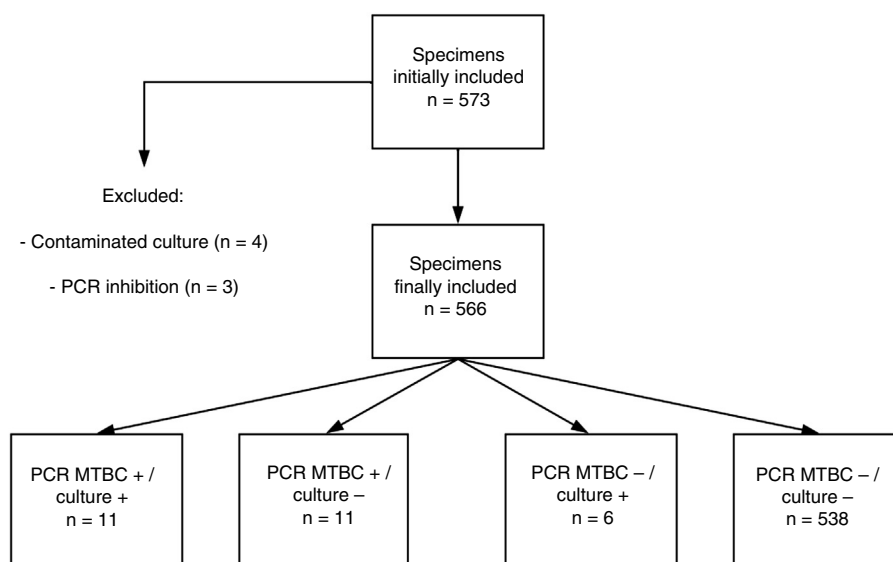 Specimens
initially included
n = 573
Excluded:
- Contaminated culture (n = 4)
- PCR inhibition (n = 3)
Specimens
finally included
n = 566
PCR MTBC + /
culture +
n = 11
PCR MTBC + /
culture –
n = 11
PCR MTBC – /
culture +
n = 6
PCR MTBC – /
culture –
n = 538